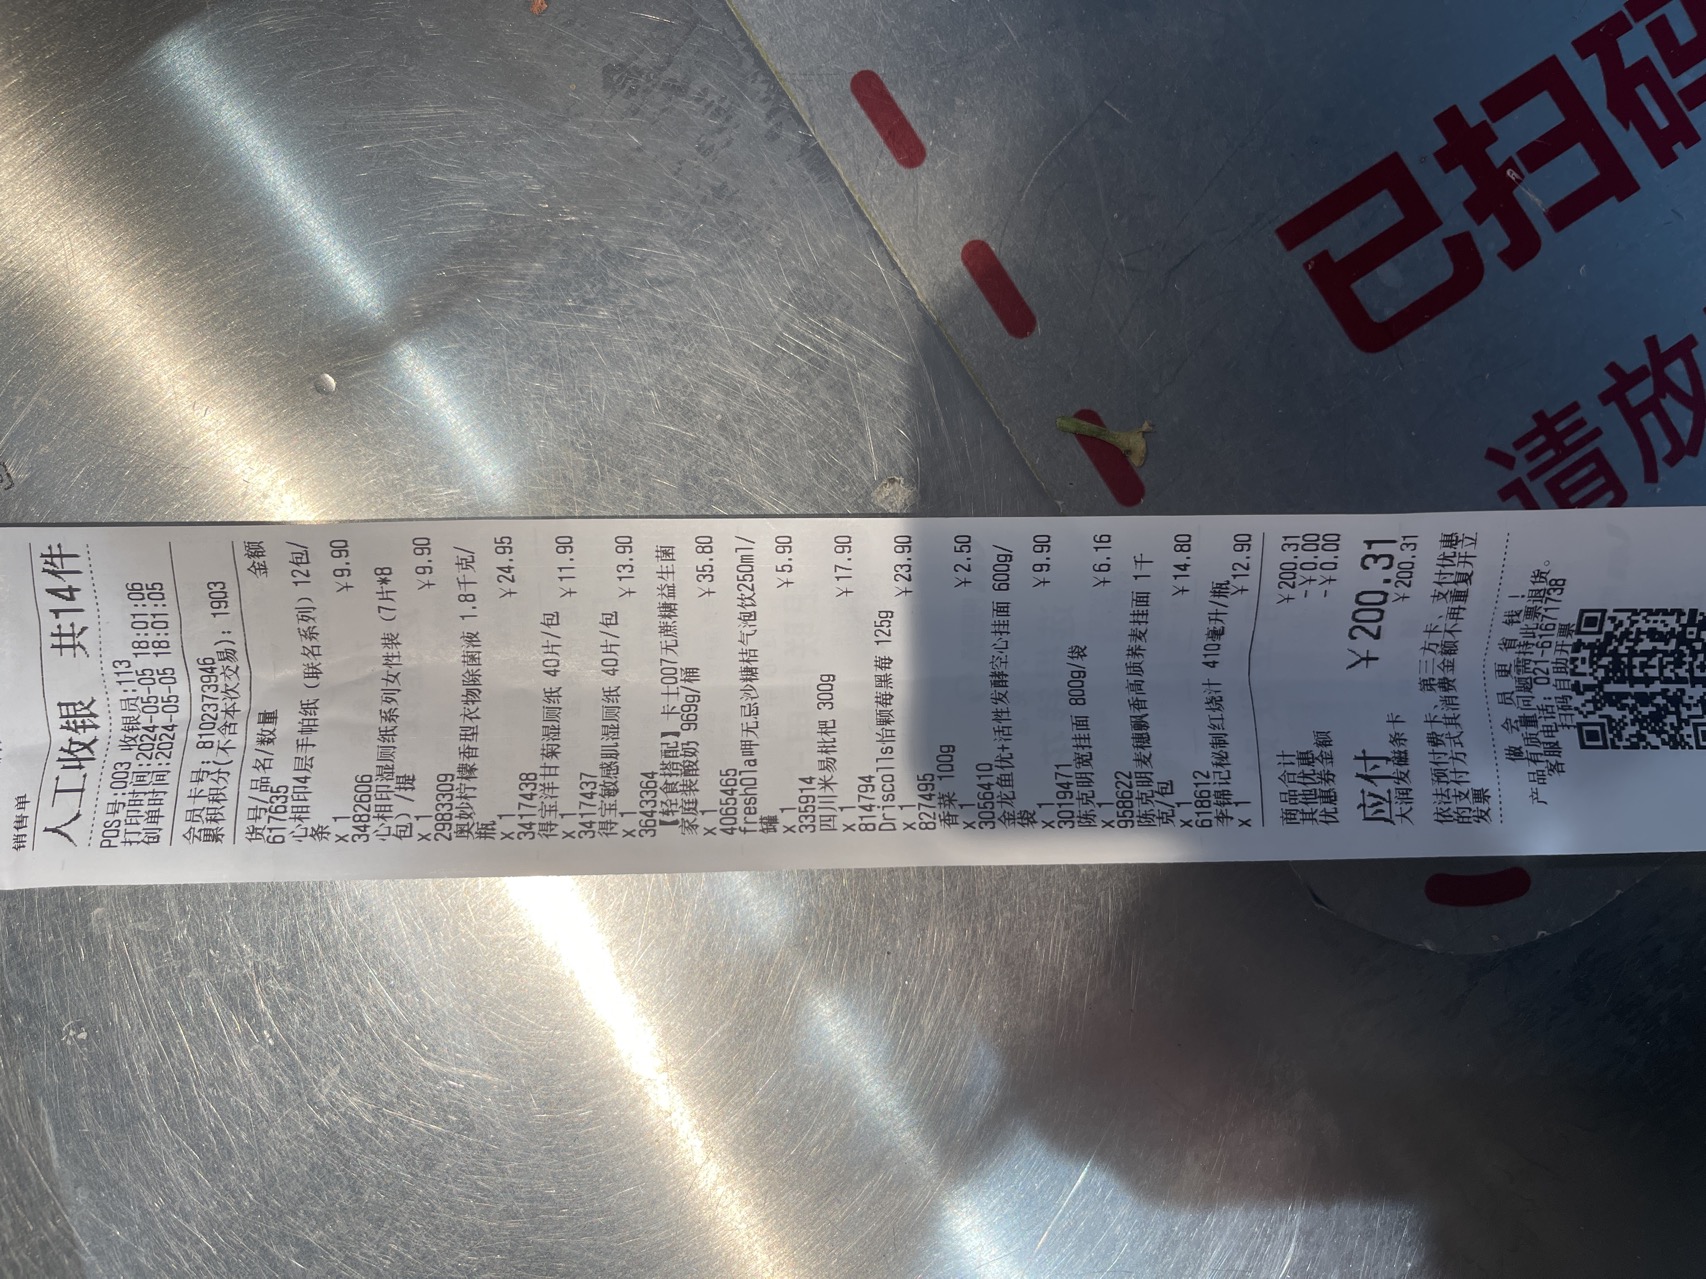 销售单
人工收银 共14件
POS号:003 收银员:113
打印时间:2024-05-05 18:01:06
创单时间:2024-05-05 18:01:05
会员卡号: 8102373946
累积积分(不含本次交易): 1903
货号/品名/数量 金额
617635
心相印4层手帕纸(联名系列)12包/
条
x 1 ¥9.90
3482606
心相印湿厕纸系列女性装(7片*8
包)/提
x 1 ¥9.90
2983309
奥妙柠檬香型衣物除菌液 1.8千克/
瓶
x 1 ¥24.95
3417438
得宝洋甘菊湿厕纸 40片/包
x 1 ¥11.90
3417437
得宝敏感肌湿厕纸 40片/包
x 1 ¥13.90
3643364
【轻食搭配】卡士007无蔗糖益生菌
家庭装酸奶 969g/桶
x 1 ¥35.80
4065465
freshOla呷无忌沙糖桔气泡饮250ml/
罐
x 1 ¥5.90
335914
四川米易枇杷 300g
x 1 ¥17.90
814794
Driscolls怡颗莓黑莓 125g
x 1 ¥23.90
827495
香菜 100g
x 1 ¥2.50
3056410
金龙鱼优+活性发酵空心挂面 600g/
袋
x 1 ¥9.90
3019471
陈克明宽挂面 800g/袋
x 1 ¥6.16
958622
陈克明麦穗飘香高质荞麦挂面 1千
克/包
x 1 ¥14.80
618612
李锦记秘制红烧汁 410毫升/瓶
x 1 ¥12.90
商品合计 ¥200.31
其他优惠 -¥0.00
优惠券金额 -¥0.00
应付 ¥200.31
大润发磁条卡 ¥200.31
依法预付费卡、第三方卡、支付优惠
的支付方式其消费金额不再重复开立
发票
做会员更省钱!
产品有质量问题需持此票退货。
客服电话: 021-61671738
扫码自助开票
已扫码
请放